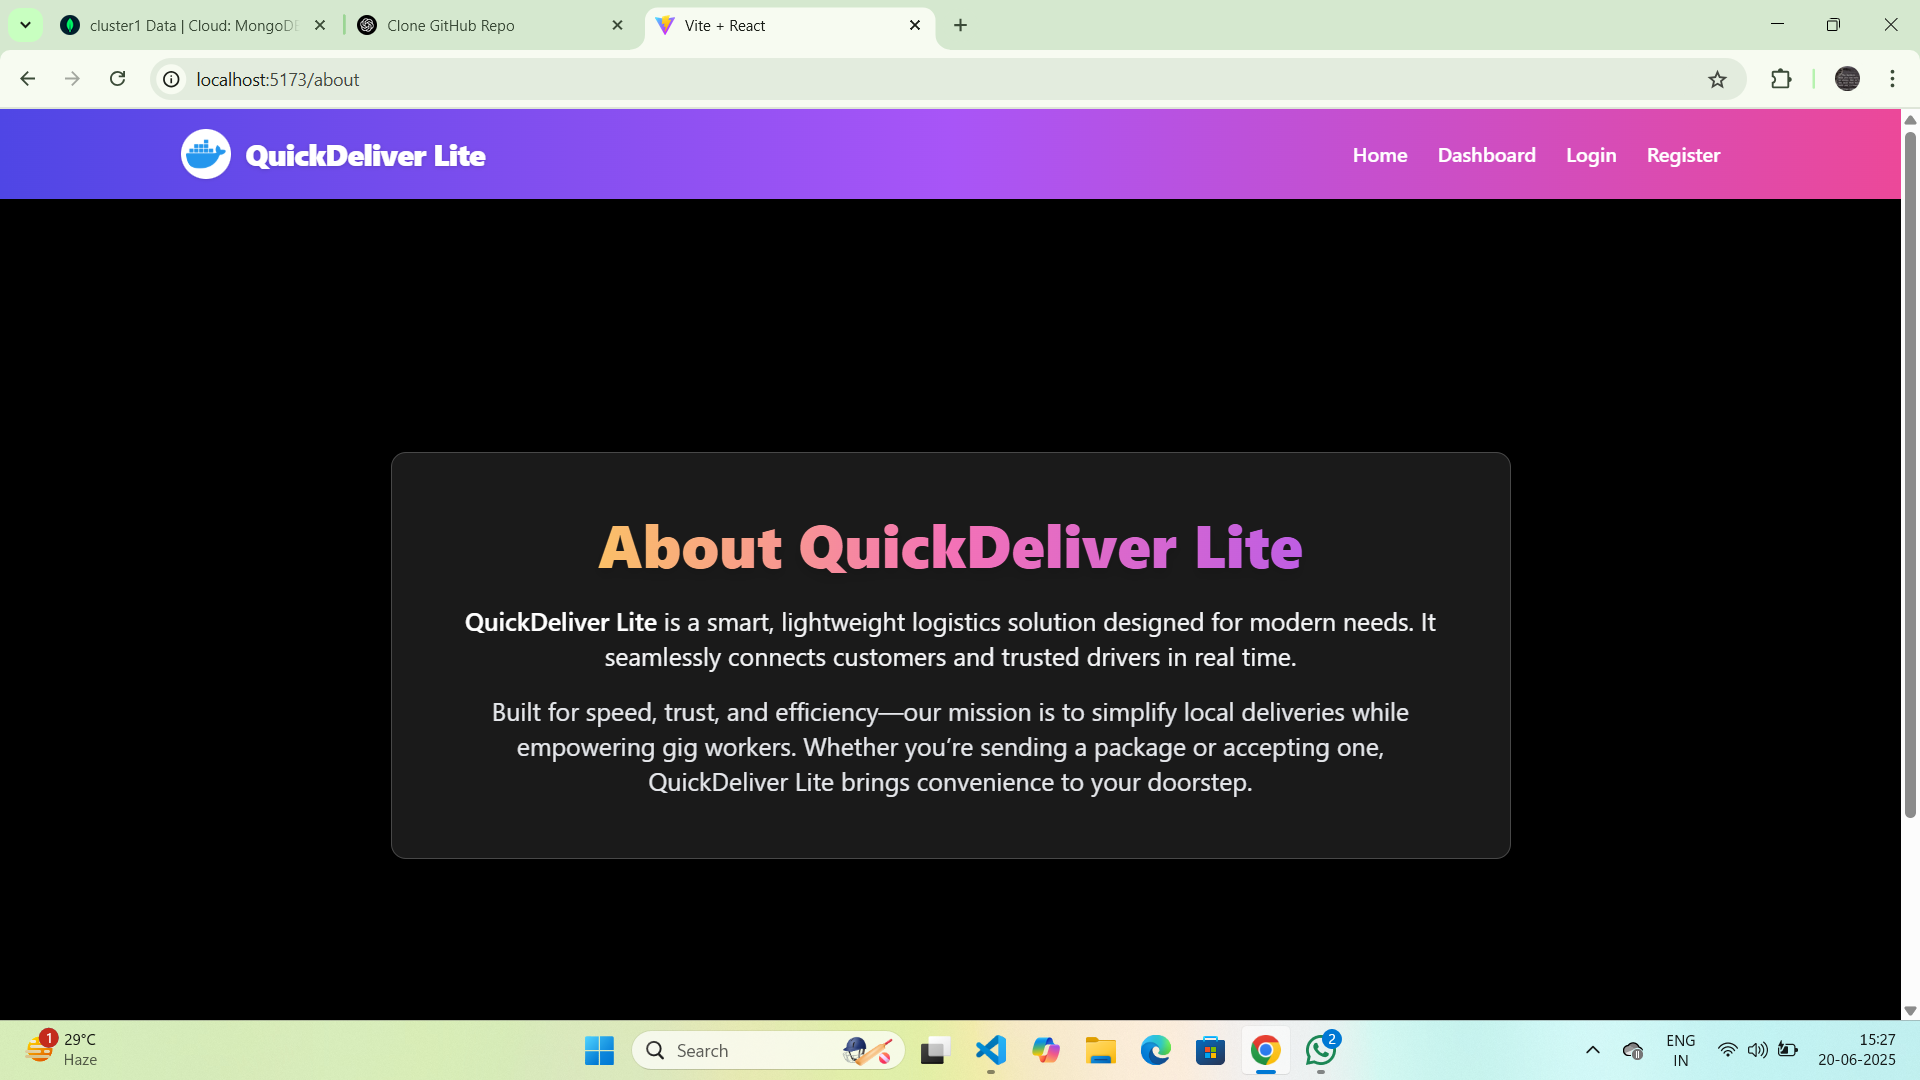 cluster1 Data | Cloud: MongoDB
Clone GitHub Repo
Vite + React
localhost:5173/about
QuickDeliver Lite
Home
Dashboard
Login
Register
About QuickDeliver Lite
QuickDeliver Lite is a smart, lightweight logistics solution designed for modern needs. It
seamlessly connects customers and trusted drivers in real time.
Built for speed, trust, and efficiency—our mission is to simplify local deliveries while
empowering gig workers. Whether you’re sending a package or accepting one,
QuickDeliver Lite brings convenience to your doorstep.
1
29°C
Haze
Search
2
ENG
IN
15:27
20-06-2025